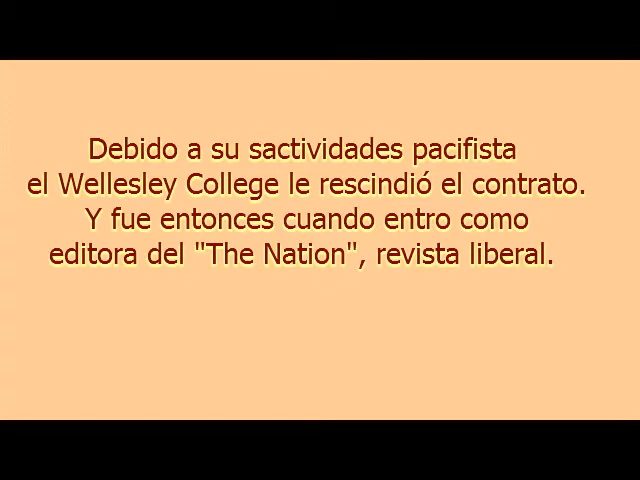 Debido a su sactividades pacifista
el Wellesley College le rescindió el contrato.
Y fue entonces cuando entro como
editora del "The Nation", revista liberal.